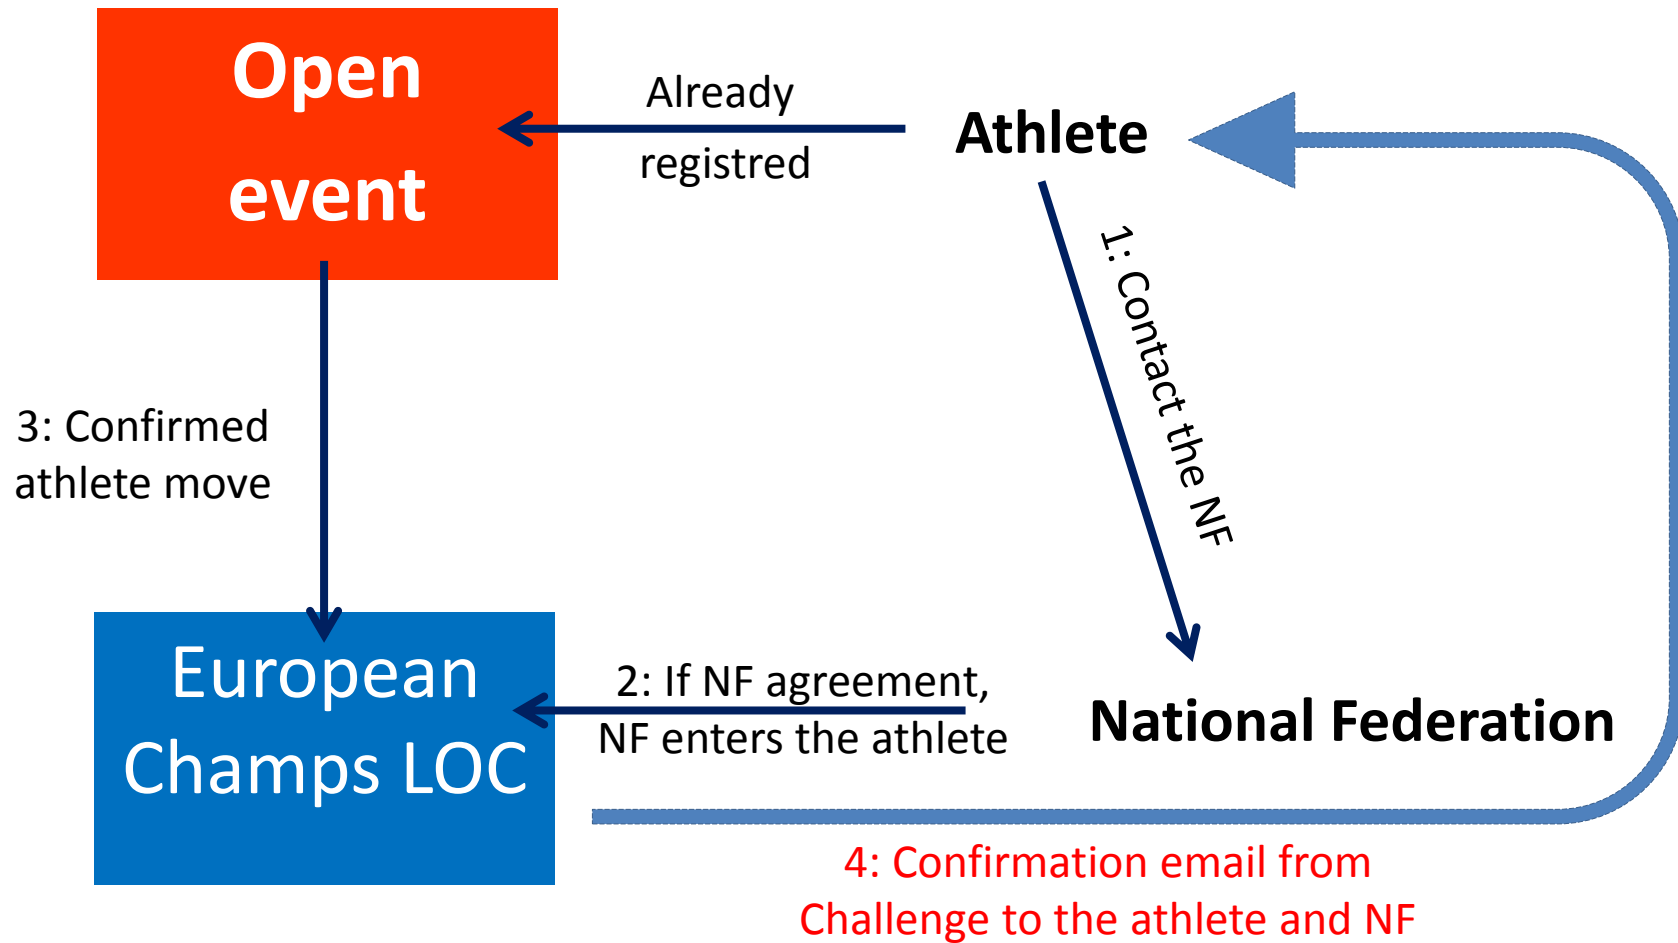 Open
event
Already
registred
Athlete
1: Contact the NF
3: Confirmed
athlete move
European
Champs LOC
2: If NF agreement,
NF enters the athlete
National Federation
4: Confirmation email from
Challenge to the athlete and NF